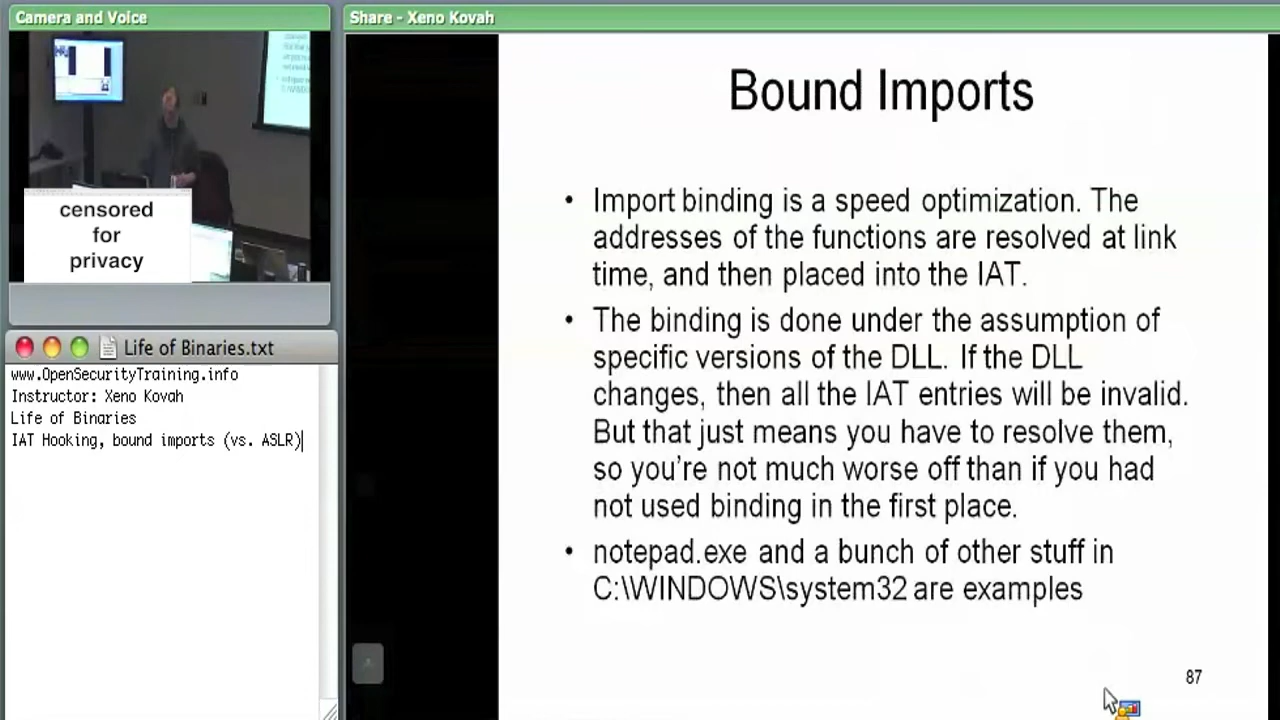 Camera and Voice
Share - Xeno Kovah
censored
for
privacy
Life of Binaries.txt
www.OpenSecurityTraining.info
Instructor: Xeno Kovah
Life of Binaries
IAT Hooking, bound imports (vs. ASLR)
Bound Imports
• Import binding is a speed optimization. The
addresses of the functions are resolved at link
time, and then placed into the IAT.
• The binding is done under the assumption of
specific versions of the DLL. If the DLL
changes, then all the IAT entries will be invalid.
But that just means you have to resolve them,
so you're not much worse off than if you had
not used binding in the first place.
• notepad.exe and a bunch of other stuff in
C:\WINDOWS\system32 are examples
87